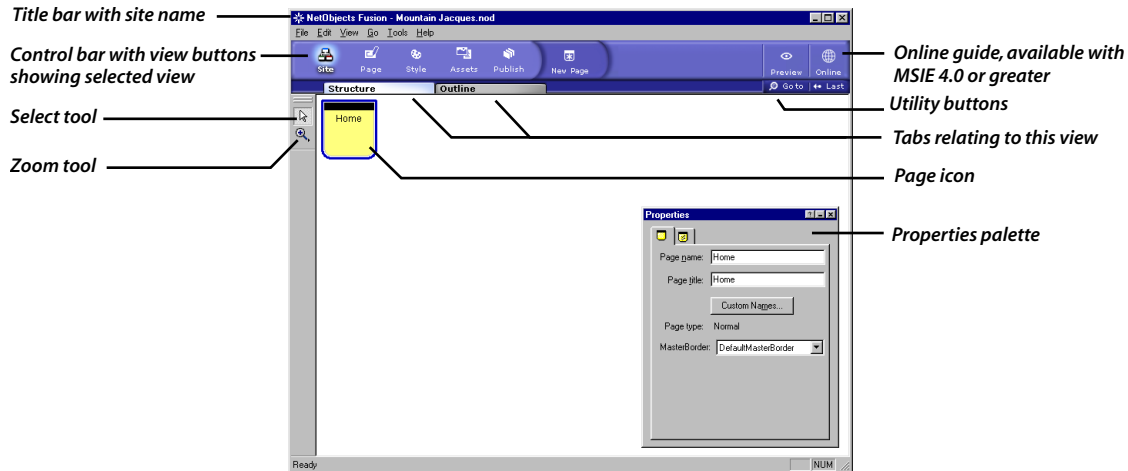 Title bar with site name
Control bar with view buttons
showing selected view
Select tool
Zoom tool
NetObjects Fusion - Mountain Jacques.nod
File Edit View Go Tools Help
Site Page Style Assets Publish New Page Preview Online
Structure Outline Go to Last
Home
Properties
Page name: Home
Page title: Home
Custom Names...
Page type: Normal
MasterBorder: DefaultMasterBorder
Ready NUM
Online guide, available with
MSIE 4.0 or greater
Utility buttons
Tabs relating to this view
Page icon
Properties palette